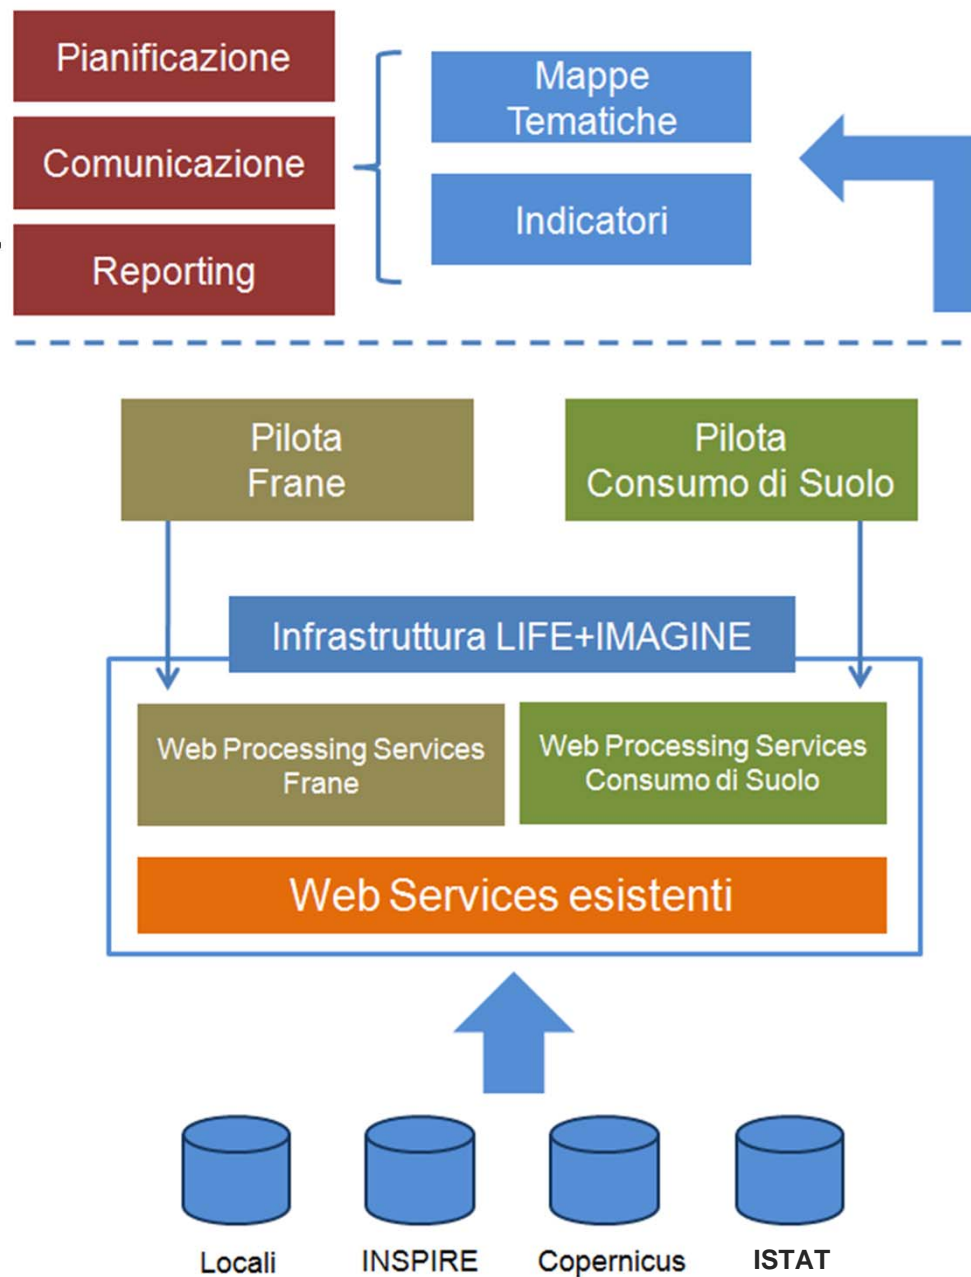 Pianificazione
Comunicazione
Reporting
Mappe
Tematiche
Indicatori
Pilota
Frane
Pilota
Consumo di Suolo
Infrastruttura LIFE+IMAGINE
Web Processing Services
Frane
Web Processing Services
Consumo di Suolo
Web Services esistenti
Locali
INSPIRE
Copernicus
ISTAT